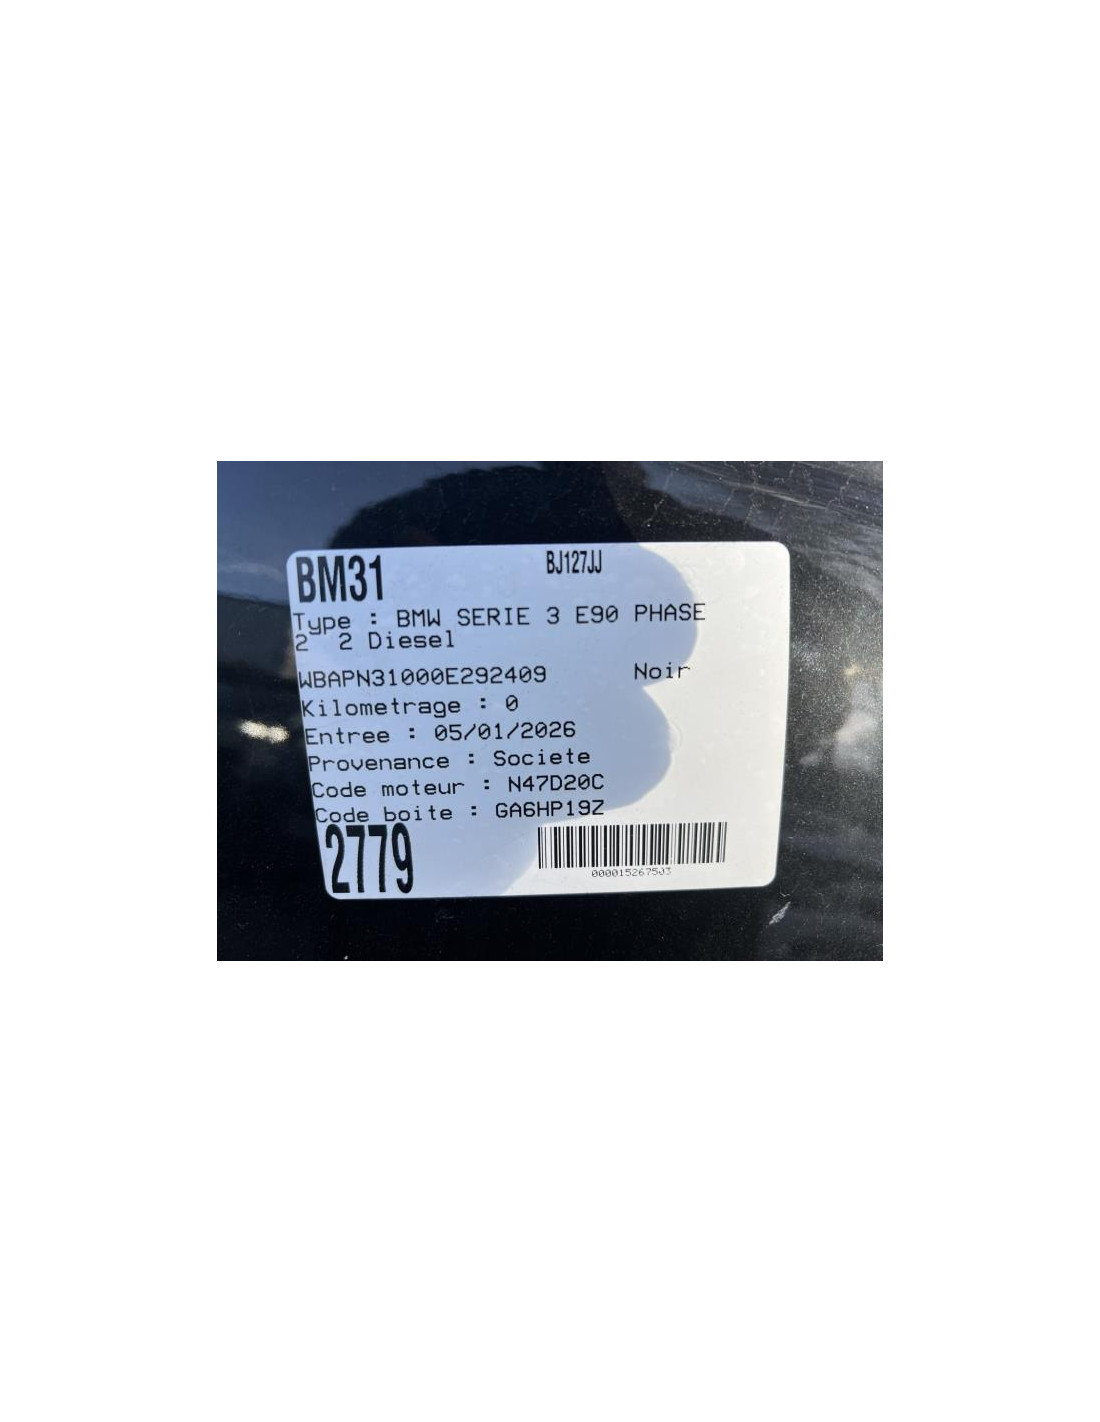 BM31 BJ127JJ
Type : BMW SERIE 3 E90 PHASE
2 2 Diesel
WBAPN31000E292409 Noir
Kilometrage : 0
Entree : 05/01/2026
Provenance : Societe
Code moteur : N47D20C
Code boite : GA6HP19Z
2779
000015267503